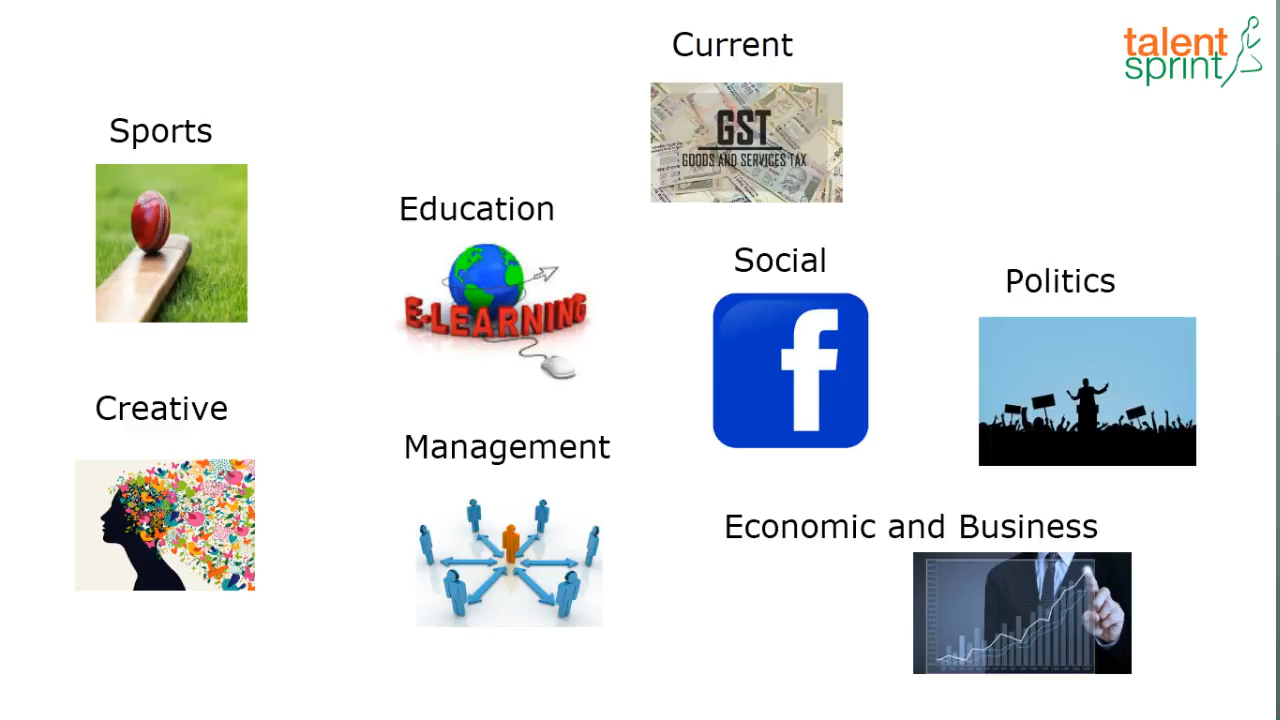 Current
talent
sprint
GST
GOODS AND SERVICES TAX
Sports
Education
E-LEARNING
Social
f
Politics
Creative
Management
Economic and Business